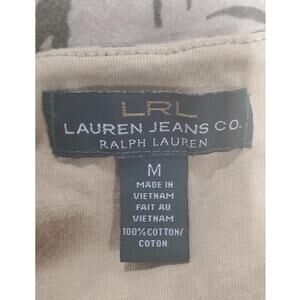 LRL
LAUREN JEANS CO.
RALPH LAUREN
M
MADE IN
VIETNAM
FAIT AU
VIETNAM
100% COTTON/
COTON